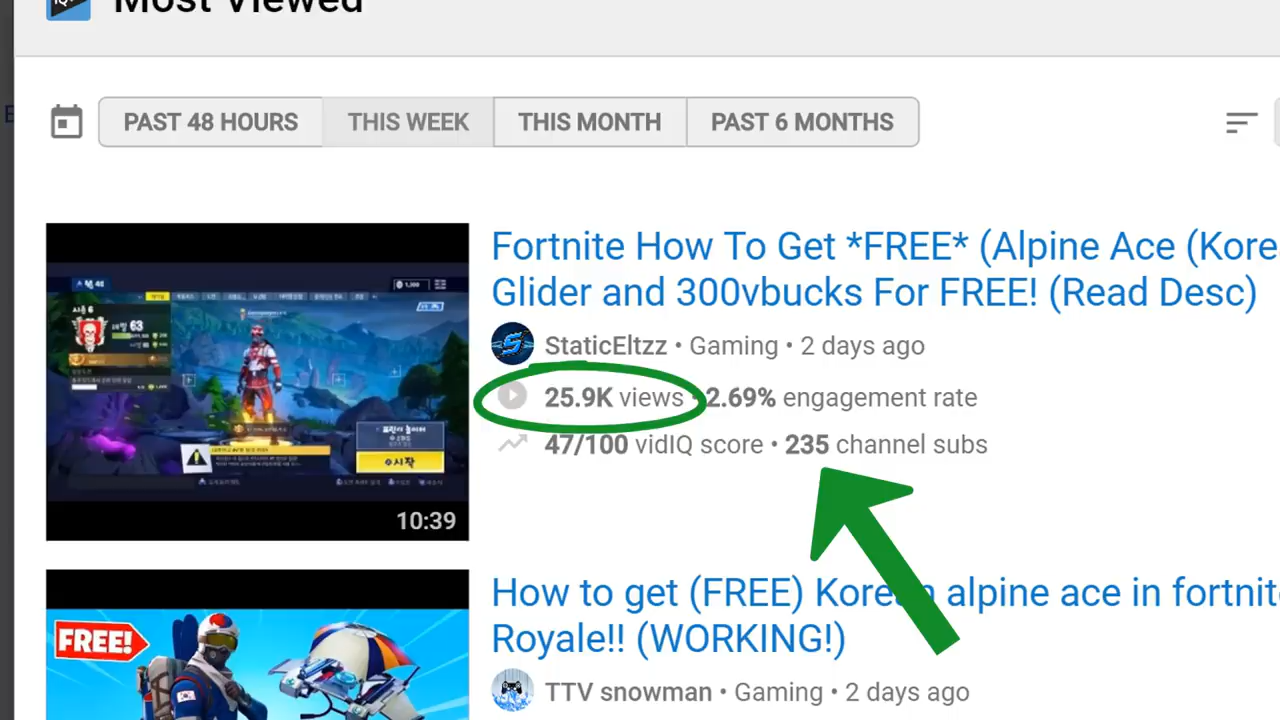 Most Viewed
PAST 48 HOURS
THIS WEEK
THIS MONTH
PAST 6 MONTHS
Fortnite How To Get *FREE* (Alpine Ace (Kore
Glider and 300vbucks For FREE! (Read Desc)
StaticEltzz • Gaming • 2 days ago
25.9K views • 2.69% engagement rate
47/100 vidIQ score • 235 channel subs
63
10:39
How to get (FREE) Korean alpine ace in fortnit
Royale!! (WORKING!)
FREE!
TTV snowman • Gaming • 2 days ago